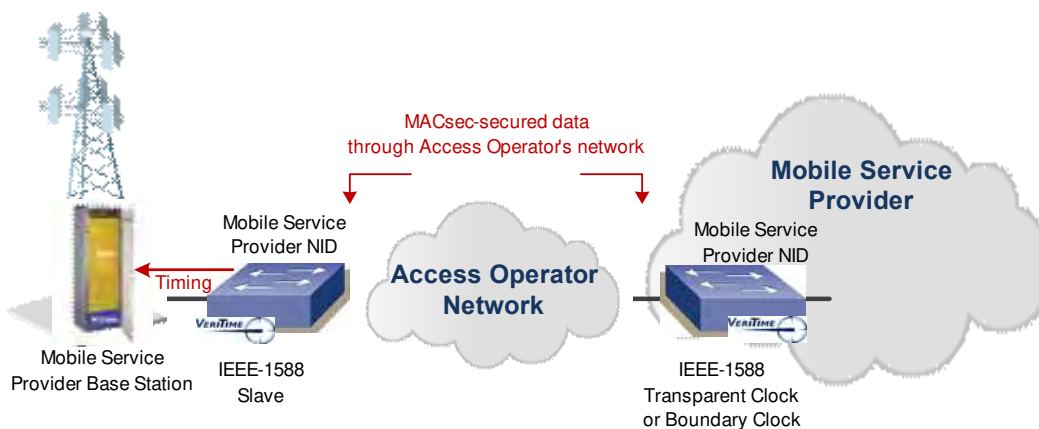 MACsec-secured data
through Access Operator's network
Mobile Service
Provider
Mobile Service
Provider NID
Mobile Service
Provider NID
Access Operator
Network
Timing
VERITIME
VERITIME
Mobile Service
Provider Base Station
IEEE-1588
Slave
IEEE-1588
Transparent Clock
or Boundary Clock